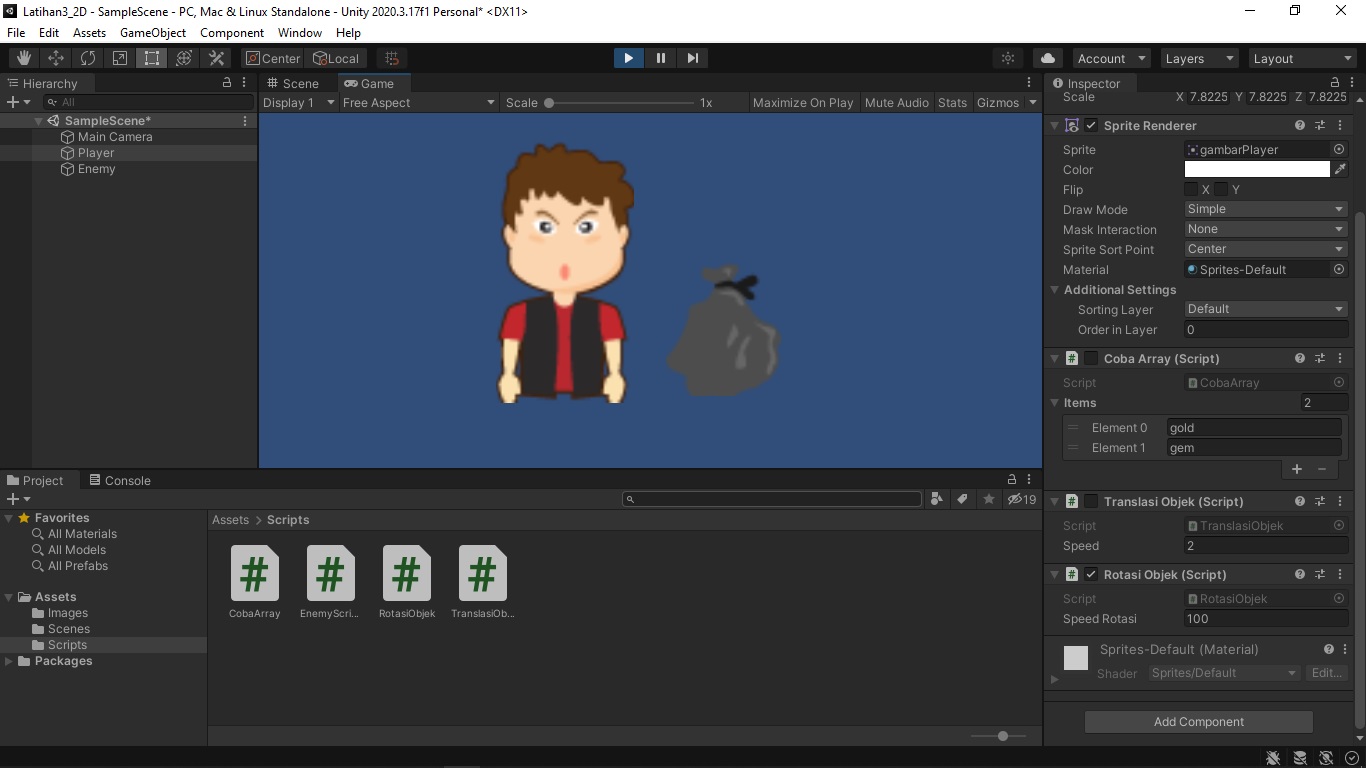 Latihan3_2D - SampleScene - PC, Mac & Linux Standalone - Unity 2020.3.17f1 Personal* <DX11>
File Edit Assets GameObject Component Window Help
Center Local Account Layers Layout
Hierarchy
All
SampleScene*
Main Camera
Player
Enemy
Scene Game
Display 1 Free Aspect Scale 1x Maximize On Play Mute Audio Stats Gizmos
Inspector
Scale X 7.8225 Y 7.8225 Z 7.8225
Sprite Renderer
Sprite gambarPlayer
Color
Flip X Y
Draw Mode Simple
Mask Interaction None
Sprite Sort Point Center
Material Sprites-Default
Additional Settings
Sorting Layer Default
Order in Layer 0
# Coba Array (Script)
Script CobaArray
Items 2
Element 0 gold
Element 1 gem
+ −
# Translasi Objek (Script)
Script TranslasiObjek
Speed 2
# Rotasi Objek (Script)
Script RotasiObjek
Speed Rotasi 100
Sprites-Default (Material)
Shader Sprites/Default Edit...
Add Component
Project Console
19
Favorites
All Materials
All Models
All Prefabs
Assets
Images
Scenes
Scripts
Packages
Assets > Scripts
# # # #
CobaArray EnemyScri... RotasiObjek TranslasiOb...